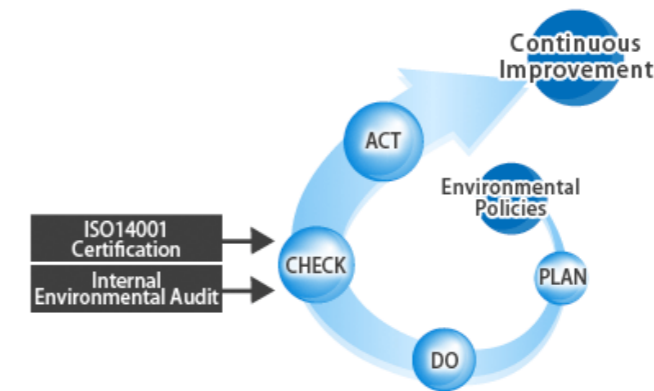 Continuous
Improvement
ACT
Environmental
Policies
ISO14001
Certification
CHECK
PLAN
Internal
Environmental Audit
DO